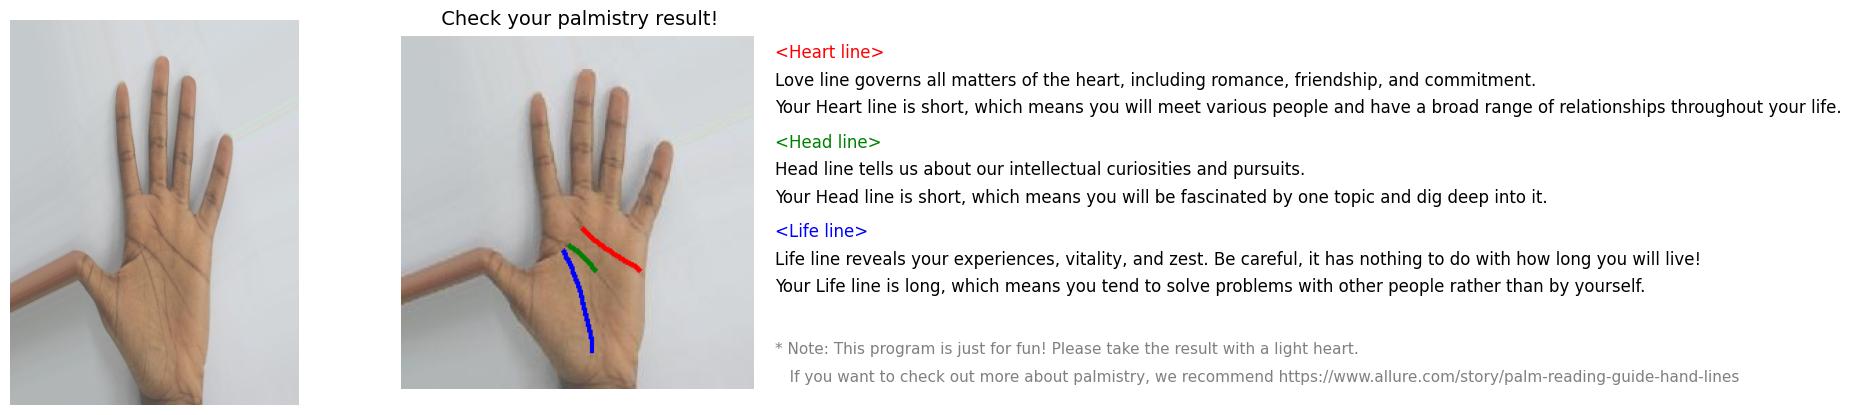 Check your palmistry result!
<Heart line>
Love line governs all matters of the heart, including romance, friendship, and commitment.
Your Heart line is short, which means you will meet various people and have a broad range of relationships throughout your life.
<Head line>
Head line tells us about our intellectual curiosities and pursuits.
Your Head line is short, which means you will be fascinated by one topic and dig deep into it.
<Life line>
Life line reveals your experiences, vitality, and zest. Be careful, it has nothing to do with how long you will live!
Your Life line is long, which means you tend to solve problems with other people rather than by yourself.
* Note: This program is just for fun! Please take the result with a light heart.
If you want to check out more about palmistry, we recommend https://www.allure.com/story/palm-reading-guide-hand-lines